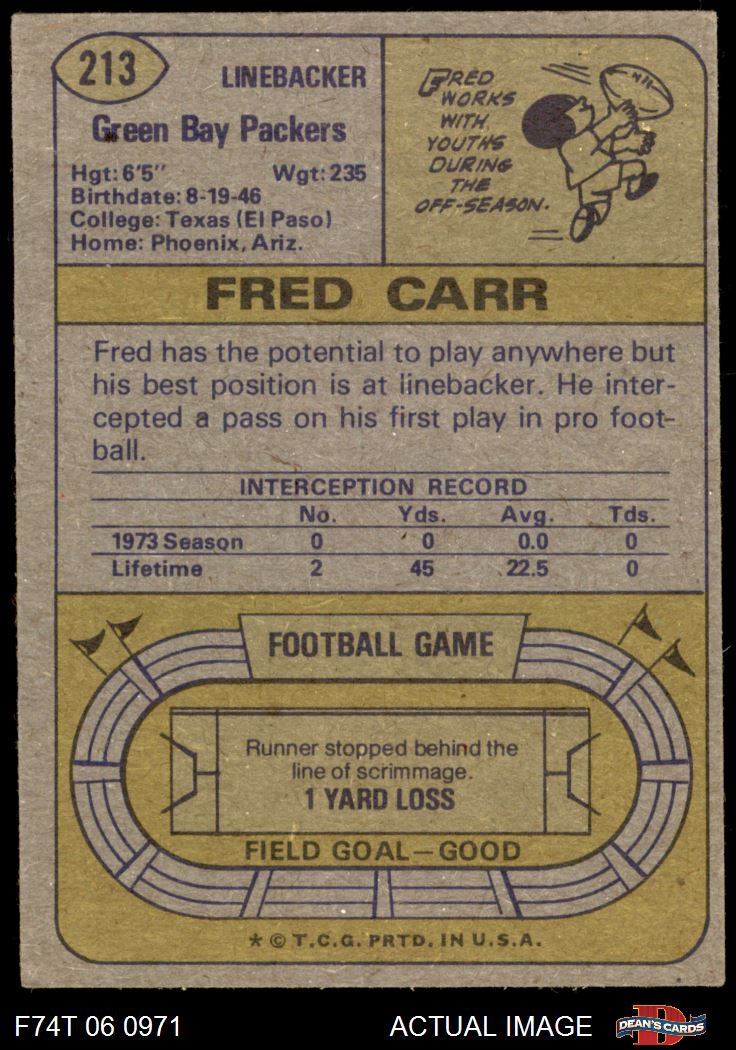 213
LINEBACKER
Green Bay Packers
Hgt: 6'5" Wgt: 235
Birthdate: 8-19-46
College: Texas (El Paso)
Home: Phoenix, Ariz.
FRED
WORKS
WITH
YOUTHS
DURING
THE
OFF-SEASON.
FRED CARR
Fred has the potential to play anywhere but
his best position is at linebacker. He inter-
cepted a pass on his first play in pro foot-
ball.
INTERCEPTION RECORD
No. Yds. Avg. Tds.
1973 Season 0 0 0.0 0
Lifetime 2 45 22.5 0
FOOTBALL GAME
Runner stopped behind the
line of scrimmage.
1 YARD LOSS
FIELD GOAL—GOOD
* © T.C.G. PRTD. IN U.S.A.
F74T 06 0971 ACTUAL IMAGE
D
DEAN'S CARDS